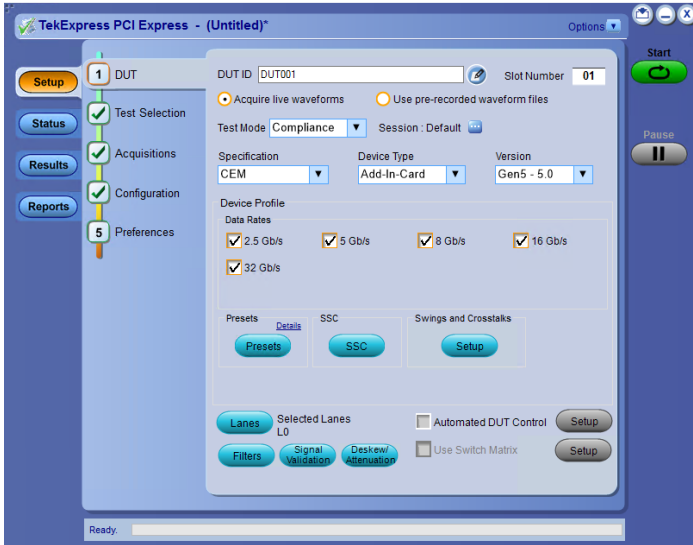 TekExpress PCI Express - (Untitled)*
Options
Start
Setup
1 DUT
DUT ID DUT001
Slot Number 01
Acquire live waveforms
Use pre-recorded waveform files
Status
Test Selection
Test Mode Compliance
Session : Default
Pause
Results
Acquisitions
Specification
Device Type
Version
CEM
Add-In-Card
Gen5 - 5.0
Reports
Configuration
Device Profile
Data Rates
5 Preferences
2.5 Gb/s
5 Gb/s
8 Gb/s
16 Gb/s
32 Gb/s
Presets
Details
SSC
Swings and Crosstalks
Presets
SSC
Setup
Lanes
Selected Lanes
L0
Automated DUT Control
Setup
Filters
Signal
Validation
Deskew/
Attenuation
Use Switch Matrix
Setup
Ready.